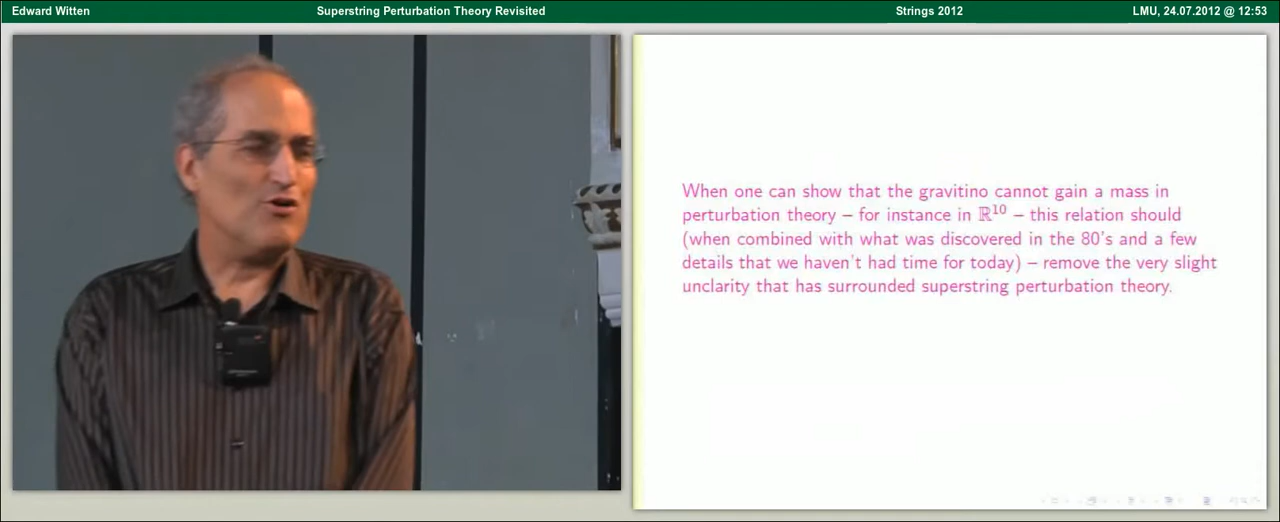 Edward Witten Superstring Perturbation Theory Revisited Strings 2012 LMU, 24.07.2012 @ 12:53
When one can show that the gravitino cannot gain a mass in
perturbation theory – for instance in ℝ¹⁰ – this relation should
(when combined with what was discovered in the 80's and a few
details that we haven't had time for today) – remove the very slight
unclarity that has surrounded superstring perturbation theory.